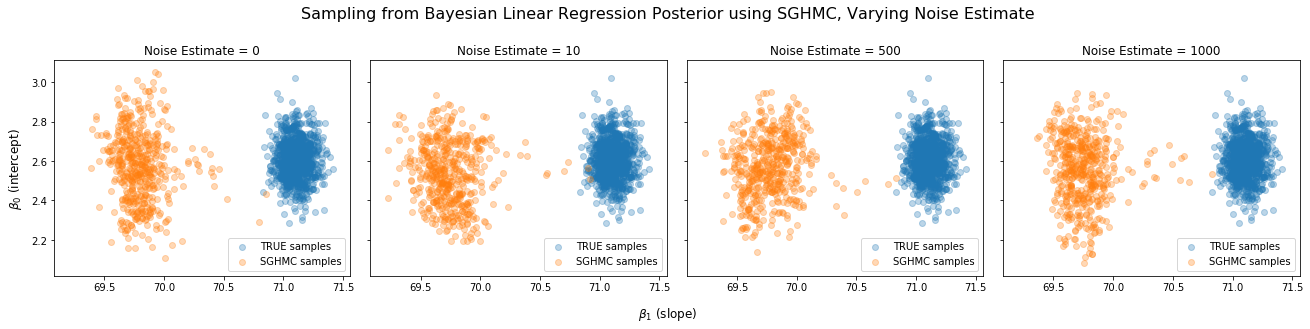 Sampling from Bayesian Linear Regression Posterior using SGHMC, Varying Noise Estimate
Noise Estimate = 0
Noise Estimate = 10
Noise Estimate = 500
Noise Estimate = 1000
3.0
2.8
2.6
2.4
2.2
β₀ (intercept)
TRUE samples
SGHMC samples
TRUE samples
SGHMC samples
TRUE samples
SGHMC samples
TRUE samples
SGHMC samples
69.5 70.0 70.5 71.0 71.5
69.5 70.0 70.5 71.0 71.5
69.5 70.0 70.5 71.0 71.5
69.5 70.0 70.5 71.0 71.5
β₁ (slope)